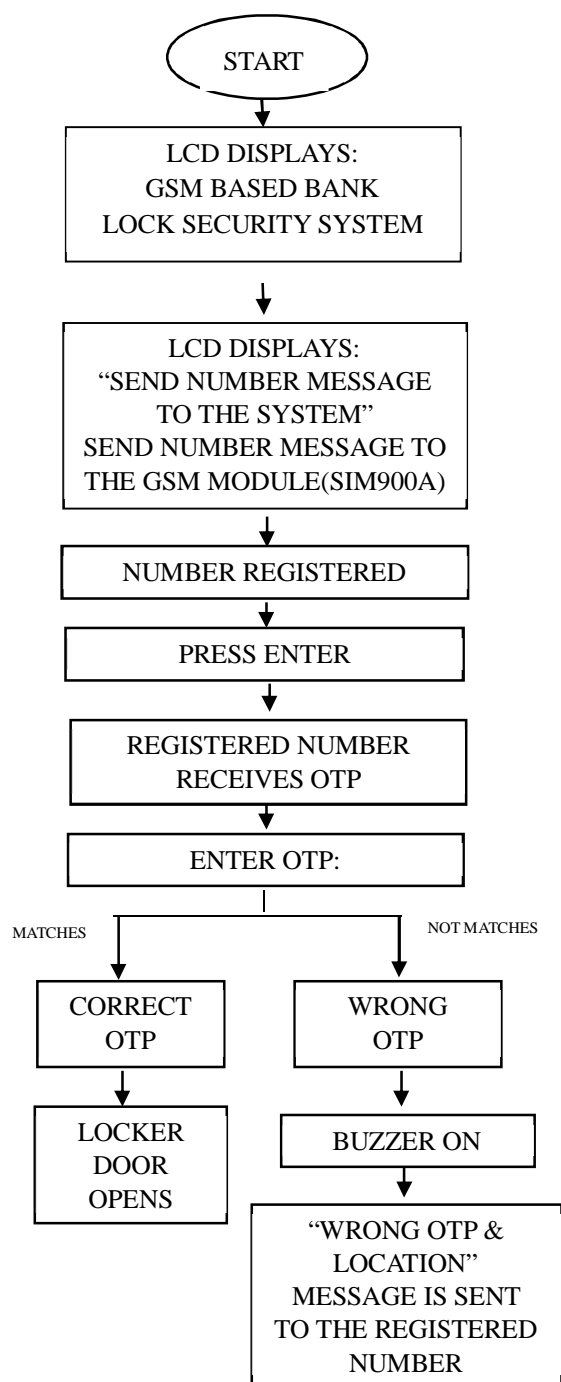 START
LCD DISPLAYS:
GSM BASED BANK
LOCK SECURITY SYSTEM
LCD DISPLAYS:
“SEND NUMBER MESSAGE
TO THE SYSTEM”
SEND NUMBER MESSAGE TO
THE GSM MODULE(SIM900A)
NUMBER REGISTERED
PRESS ENTER
REGISTERED NUMBER
RECEIVES OTP
ENTER OTP:
MATCHES
NOT MATCHES
CORRECT
OTP
WRONG
OTP
LOCKER
DOOR
OPENS
BUZZER ON
“WRONG OTP &
LOCATION”
MESSAGE IS SENT
TO THE REGISTERED
NUMBER